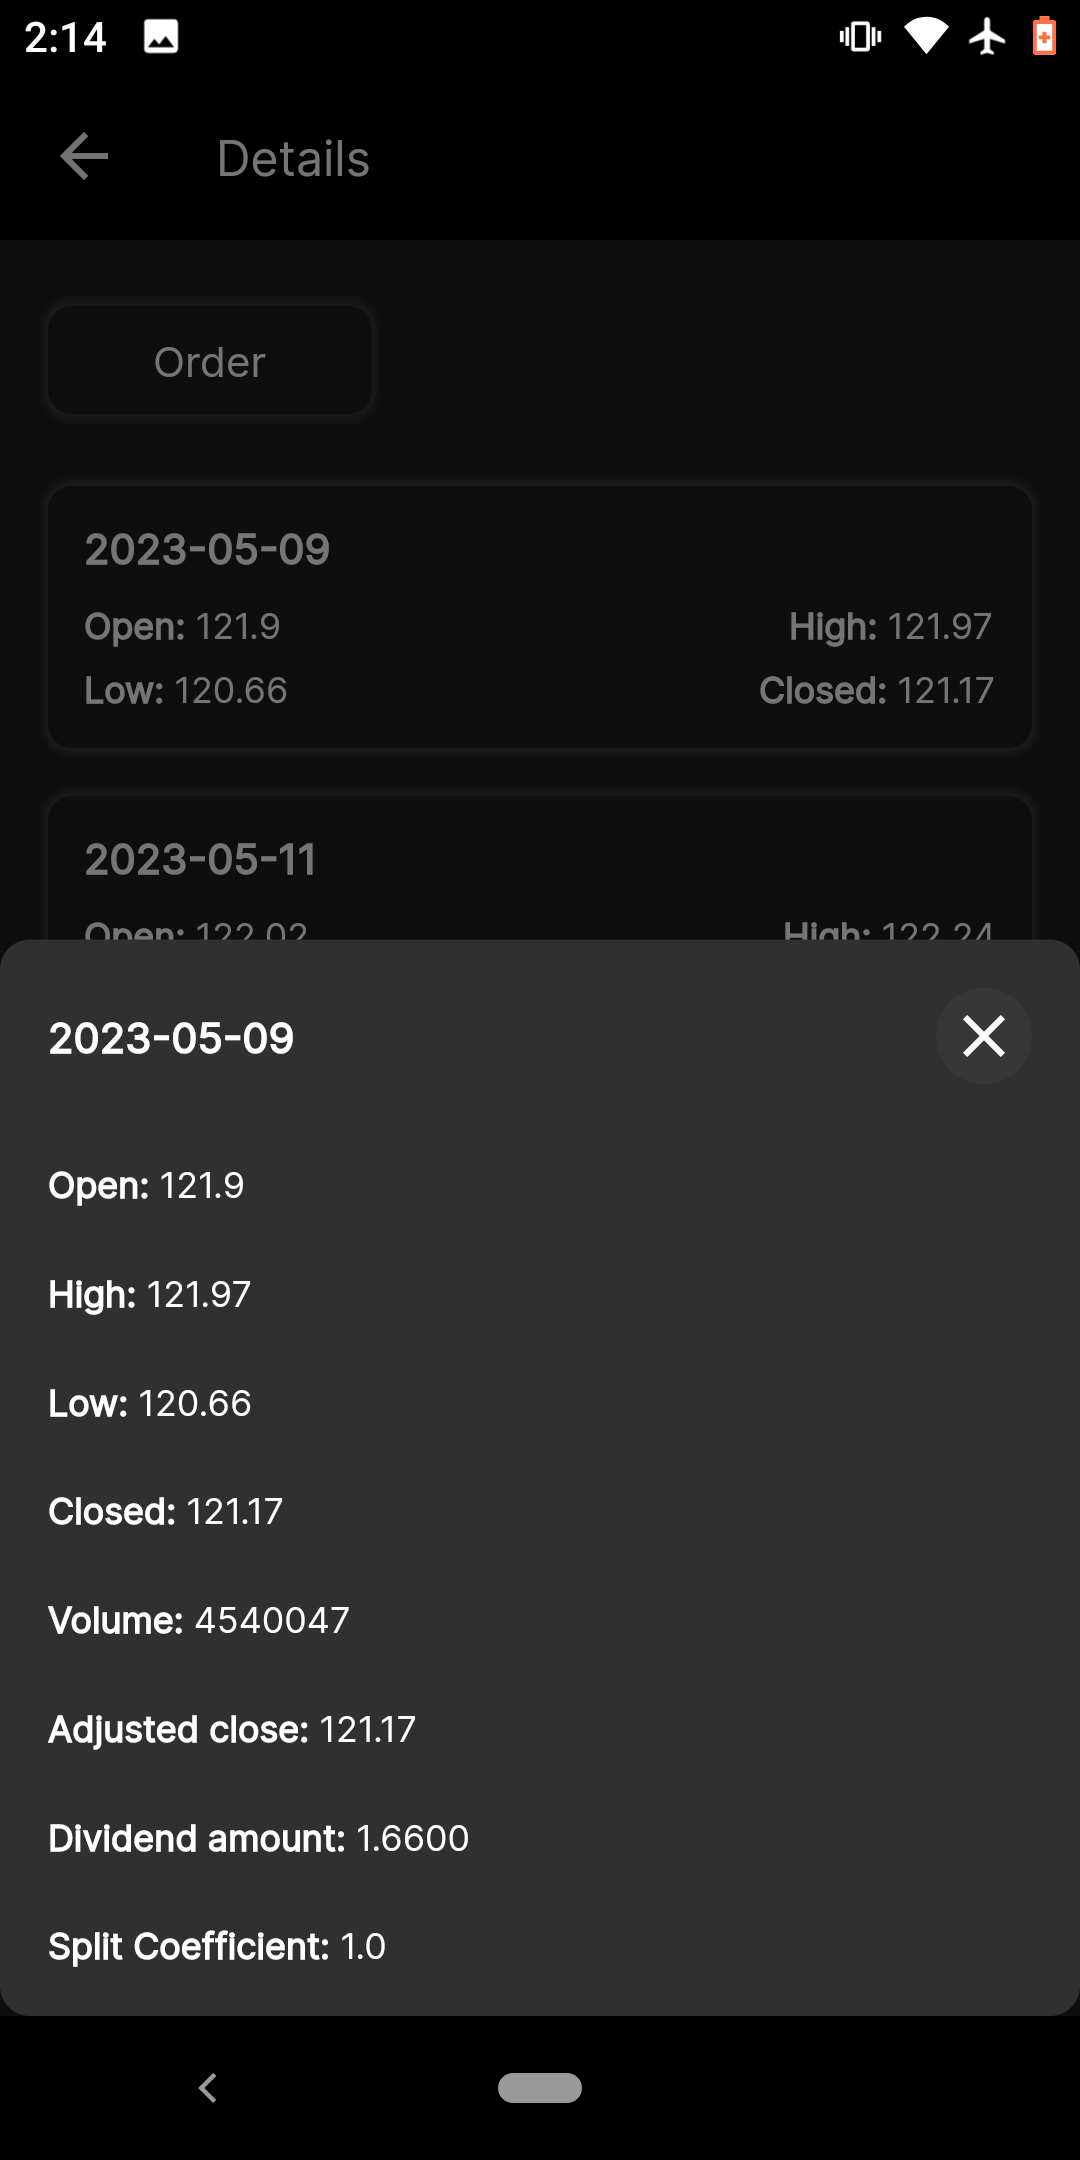 2:14
Details
Order
2023-05-09
Open: 121.9 High: 121.97
Low: 120.66 Closed: 121.17
2023-05-11
Open: 122.02 High: 122.24
2023-05-09
Open: 121.9
High: 121.97
Low: 120.66
Closed: 121.17
Volume: 4540047
Adjusted close: 121.17
Dividend amount: 1.6600
Split Coefficient: 1.0